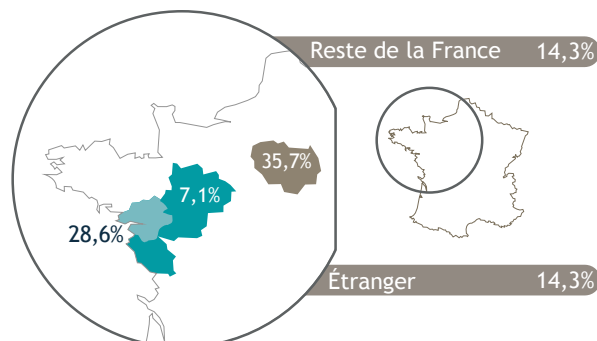 Reste de la France 14,3%
35,7%
7,1%
28,6%
Étranger 14,3%